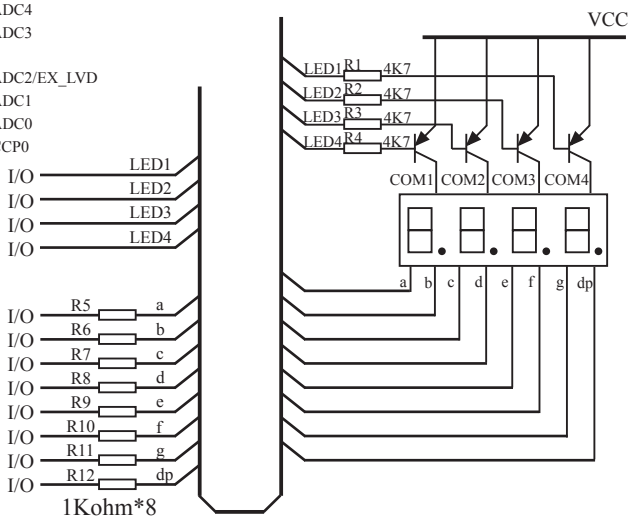 ADC4
ADC3
ADC2/EX_LVD
ADC1
ADC0
CCP0
I/O LED1
I/O LED2
I/O LED3
I/O LED4
I/O R5 a
I/O R6 b
I/O R7 c
I/O R8 d
I/O R9 e
I/O R10 f
I/O R11 g
I/O R12 dp
1Kohm*8
VCC
LED1 R1 4K7
LED2 R2 4K7
LED3 R3 4K7
LED4 R4 4K7
COM1 COM2 COM3 COM4
a b c d e f g dp